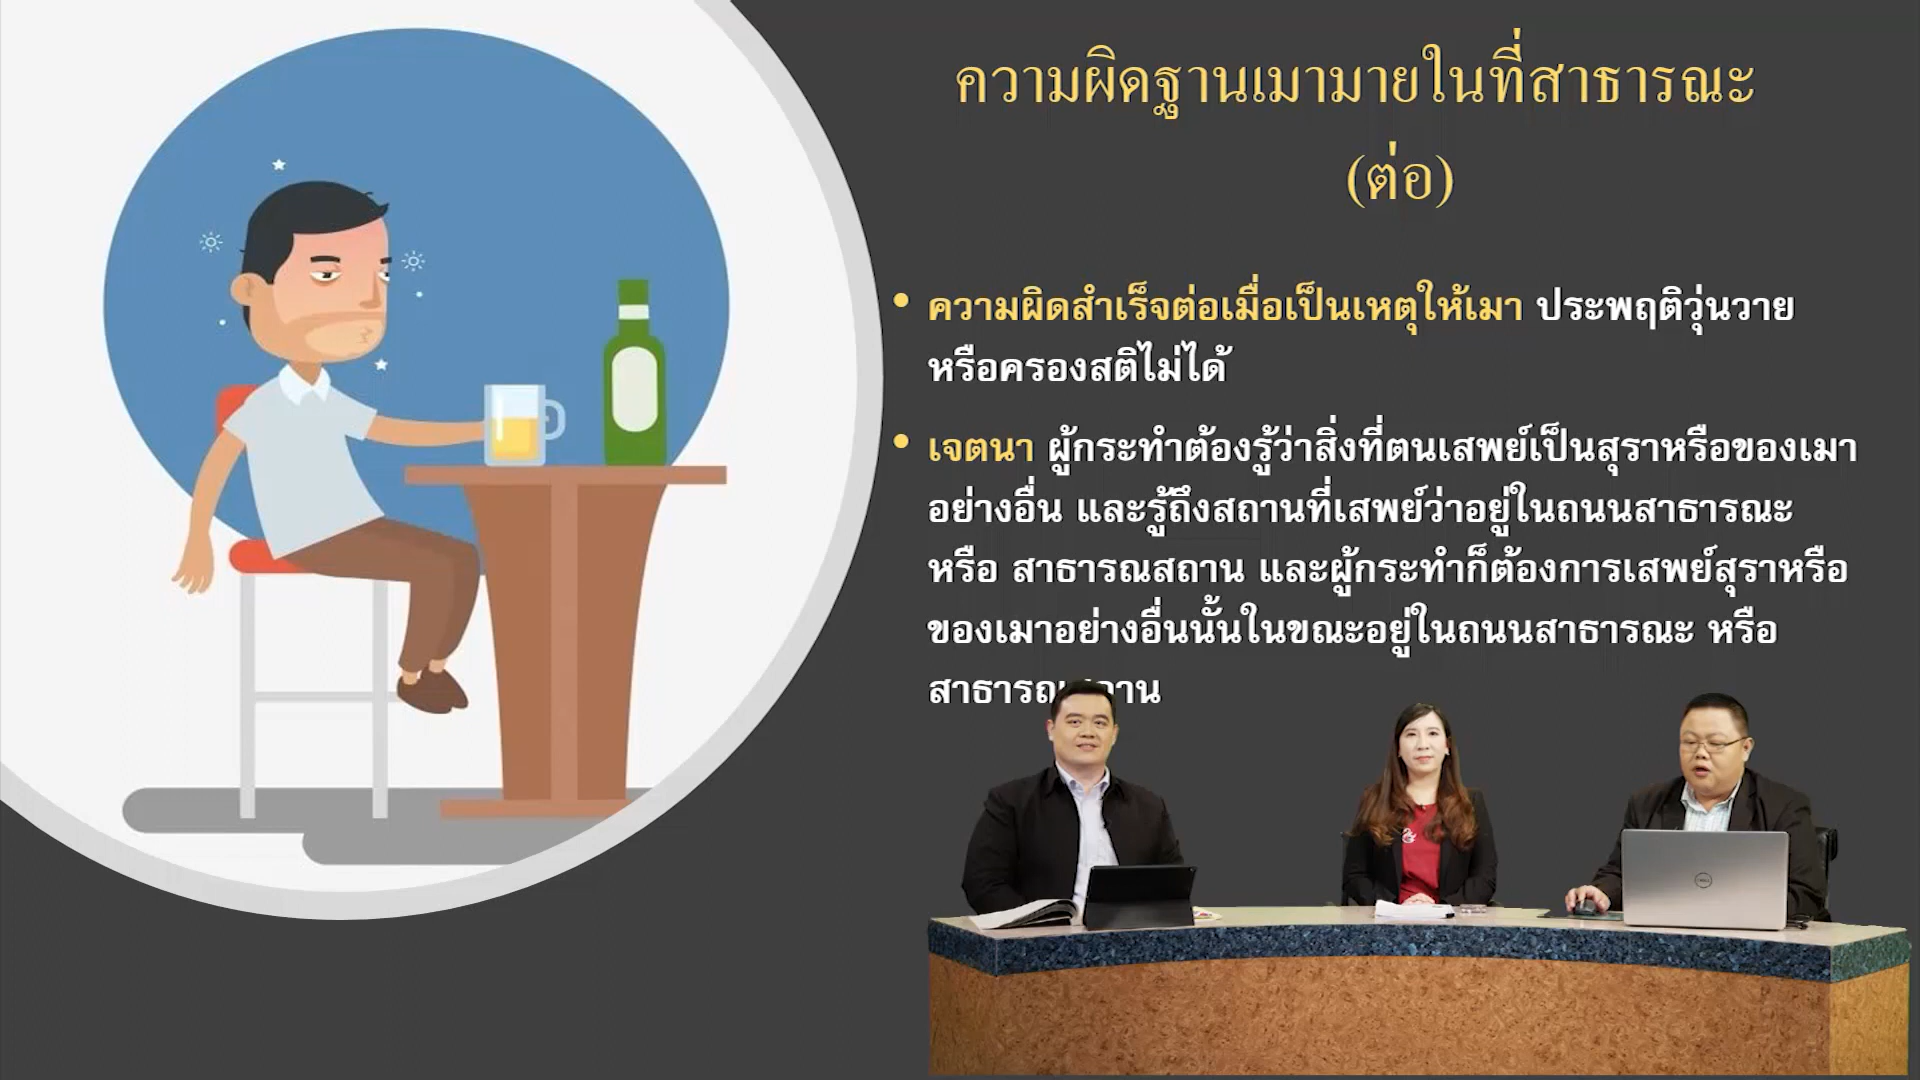 ความผิดฐานเมามายในที่สาธารณะ
(ต่อ)
• ความผิดสำเร็จต่อเมื่อเป็นเหตุให้เมา ประพฤติวุ่นวาย
หรือครองสติไม่ได้
• เจตนา ผู้กระทำต้องรู้ว่าสิ่งที่ตนเสพย์เป็นสุราหรือของเมา
อย่างอื่น และรู้ถึงสถานที่เสพย์ว่าอยู่ในถนนสาธารณะ
หรือ สาธารณสถาน และผู้กระทำก็ต้องการเสพย์สุราหรือ
ของเมาอย่างอื่นนั้นในขณะอยู่ในถนนสาธารณะ หรือ
สาธารณสถาน
DELL